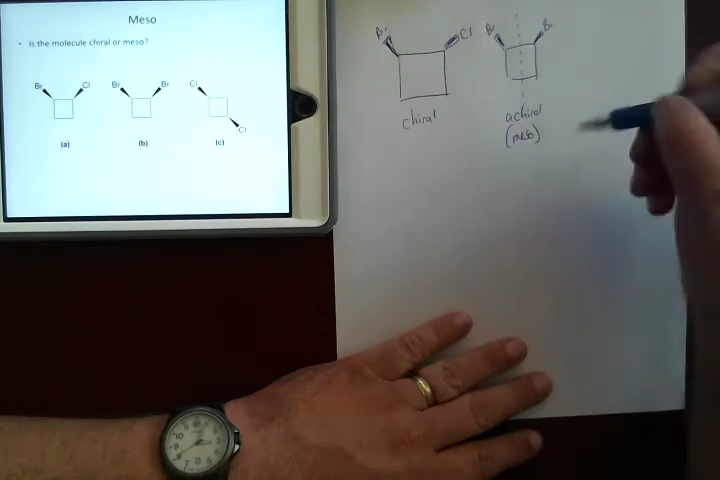 Meso
• Is the molecule chiral or meso?
Br Cl Br Br Cl
Cl
(a) (b) (c)
Br Cl Br Br
chiral
achiral
(meso)